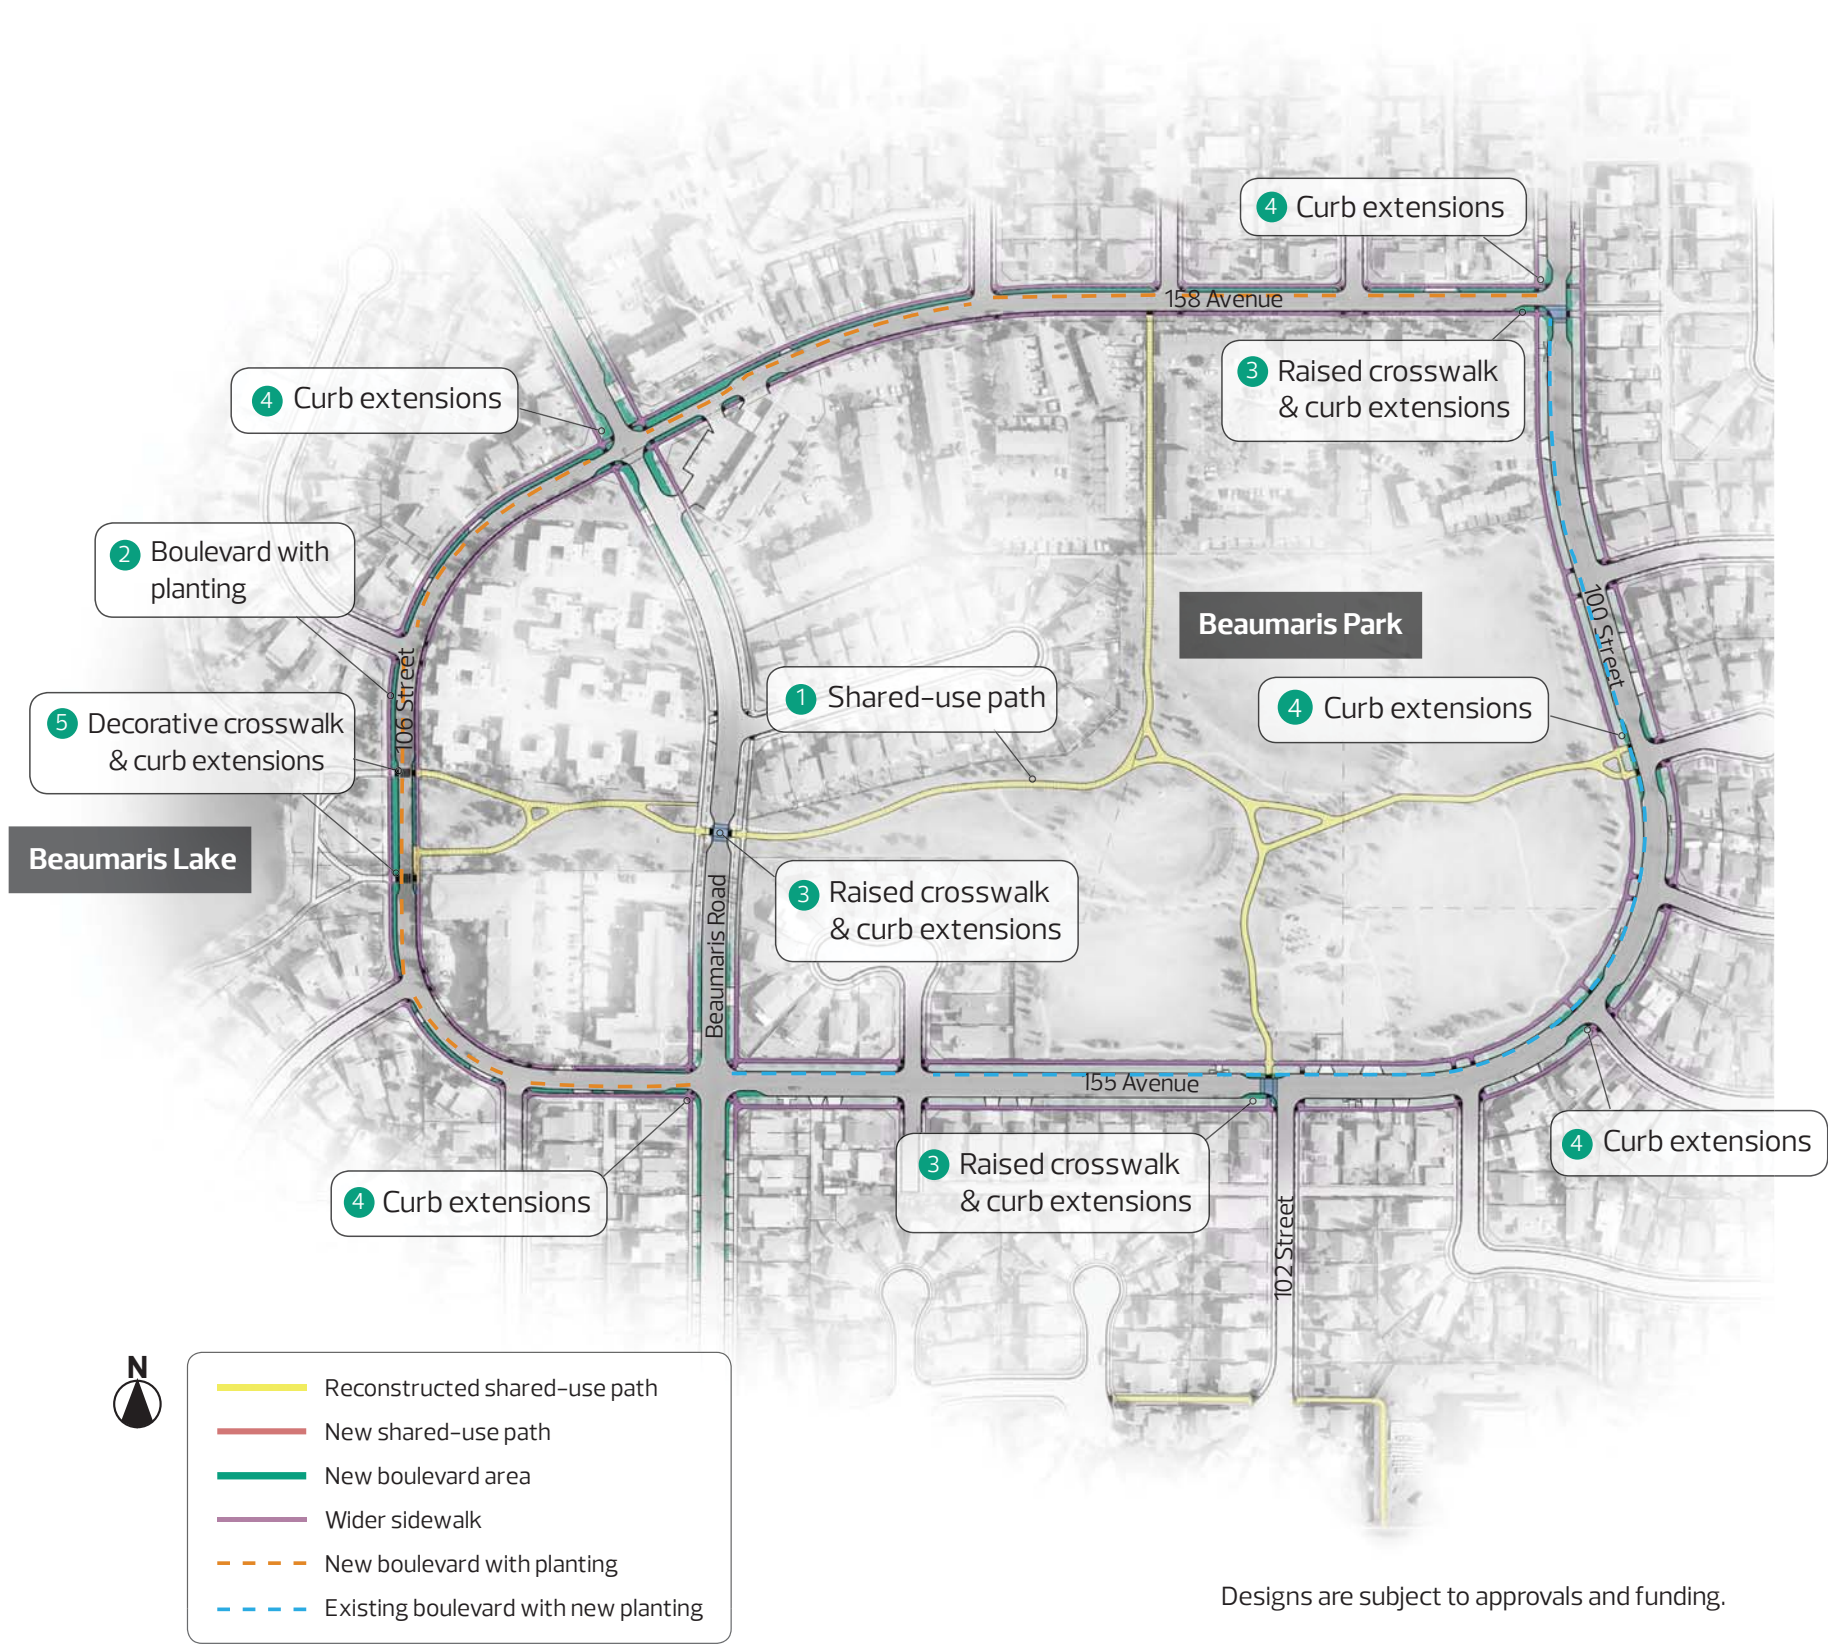 4 Curb extensions
158 Avenue
3 Raised crosswalk
& curb extensions
4 Curb extensions
2 Boulevard with
planting
100 Street
Beaumaris Park
106 Street
1 Shared-use path
4 Curb extensions
5 Decorative crosswalk
& curb extensions
Beaumaris Lake
3 Raised crosswalk
& curb extensions
Beaumaris Road
155 Avenue
4 Curb extensions
3 Raised crosswalk
& curb extensions
4 Curb extensions
102 Street
N
Reconstructed shared-use path
New shared-use path
New boulevard area
Wider sidewalk
New boulevard with planting
Existing boulevard with new planting
Designs are subject to approvals and funding.